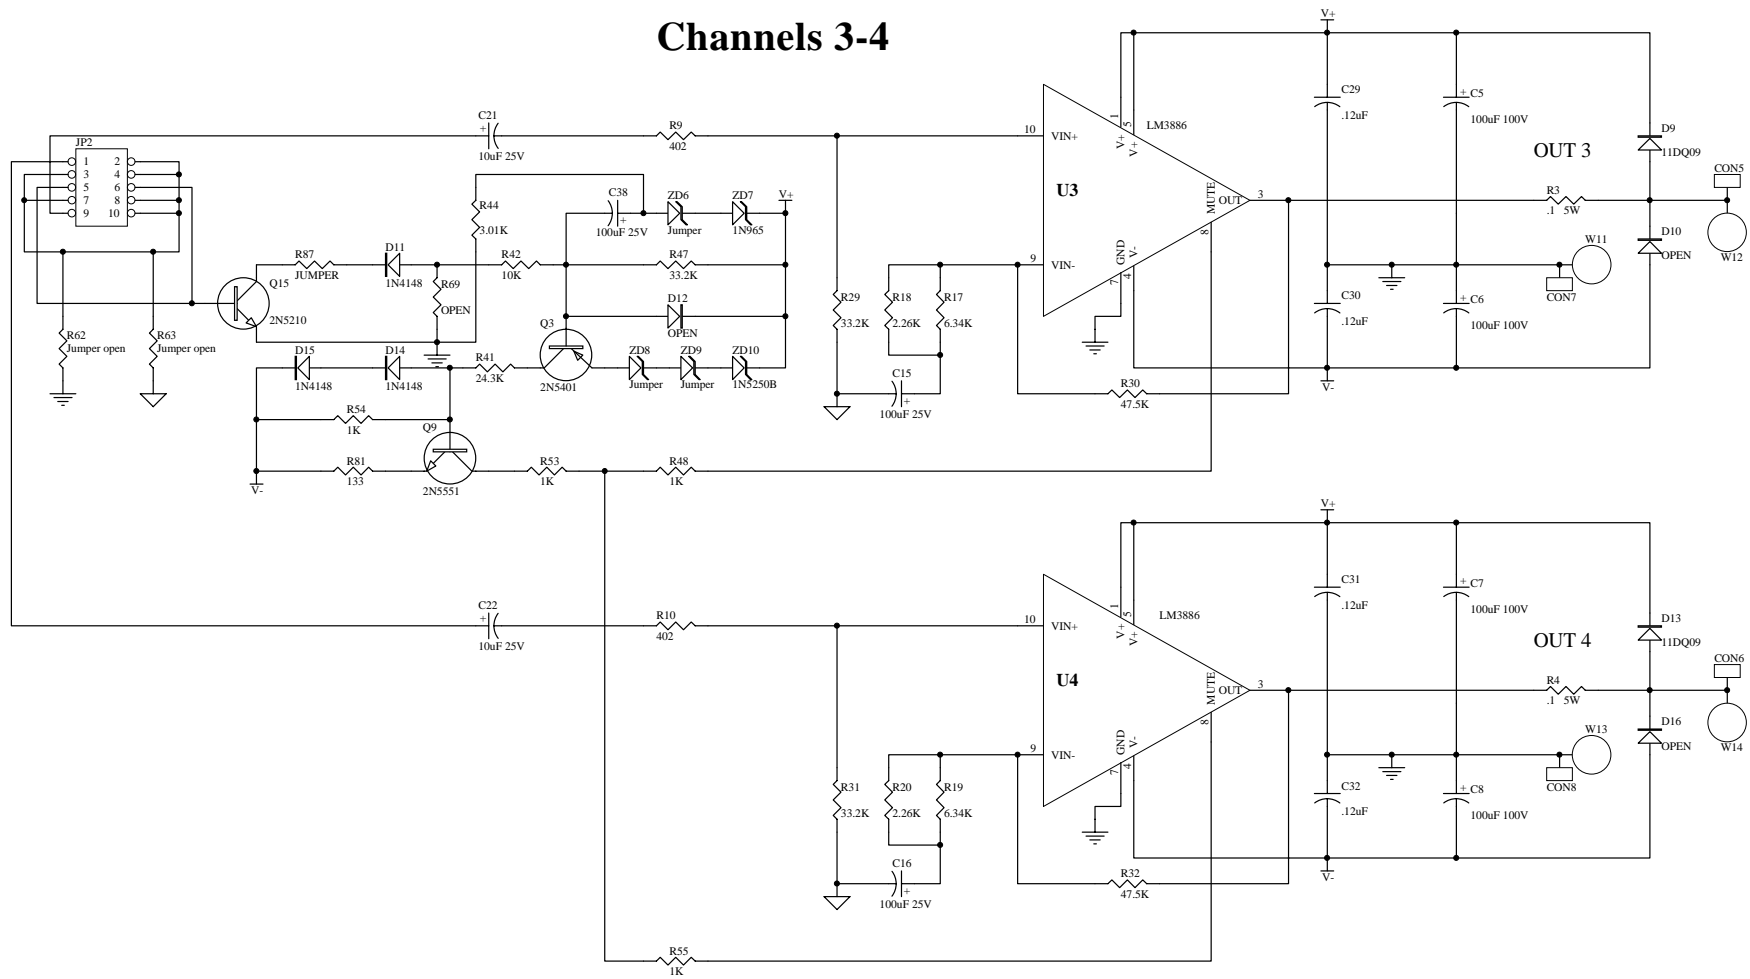 Channels 3-4
V+
C29
.12uF
C5
+
100uF 100V
D9
11DQ09
C21
+
10uF 25V
R9
402
10
VIN+
1
5
V+
V+
LM3886
OUT 3
JP2
1 2
3 4
5 6
7 8
9 10
U3
MUTE
OUT
3
8
R3
.1 5W
CON5
W12
R44
3.01K
C38
+
100uF 25V
ZD6
Jumper
ZD7
1N965
V+
R87
JUMPER
D11
1N4148
R42
10K
R47
33.2K
9
VIN-
GND
V-
7
4
W11
CON7
D10
OPEN
Q15
2N5210
R69
OPEN
D12
OPEN
R29
33.2K
R18
2.26K
R17
6.34K
C30
.12uF
C6
+
100uF 100V
R62
Jumper open
R63
Jumper open
Q3
2N5401
D15
1N4148
D14
1N4148
R41
24.3K
ZD8
Jumper
ZD9
Jumper
ZD10
1N5250B
C15
+
100uF 25V
R30
47.5K
V-
R54
1K
Q9
2N5551
R81
133
V-
R53
1K
R48
1K
V+
C31
.12uF
C7
+
100uF 100V
D13
11DQ09
C22
+
10uF 25V
R10
402
10
VIN+
1
5
V+
V+
LM3886
OUT 4
U4
MUTE
OUT
3
8
R4
.1 5W
CON6
W14
9
VIN-
GND
V-
7
4
W13
CON8
D16
OPEN
R31
33.2K
R20
2.26K
R19
6.34K
C32
.12uF
C8
+
100uF 100V
C16
+
100uF 25V
R32
47.5K
V-
R55
1K